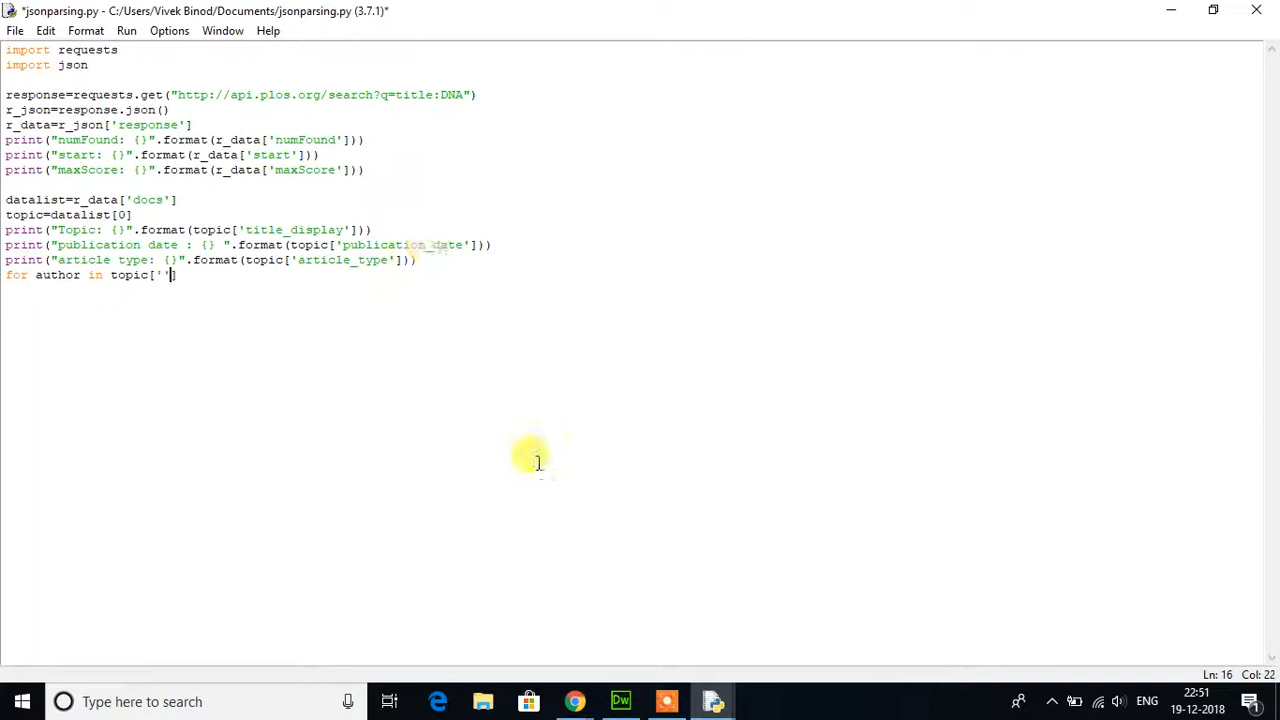 *jsonparsing.py - C:/Users/Vivek Binod/Documents/jsonparsing.py (3.7.1)*
File Edit Format Run Options Window Help
import requests
import json
response=requests.get("http://api.plos.org/search?q=title:DNA")
r_json=response.json()
r_data=r_json['response']
print("numFound: {}".format(r_data['numFound']))
print("start: {}".format(r_data['start']))
print("maxScore: {}".format(r_data['maxScore']))
datalist=r_data['docs']
topic=datalist[0]
print("Topic: {}".format(topic['title_display']))
print("publication date : {} ".format(topic['publication_date']))
print("article type: {}".format(topic['article_type']))
for author in topic['']
Ln: 16 Col: 22
Type here to search
Dw
ENG
22:51
19-12-2018
1